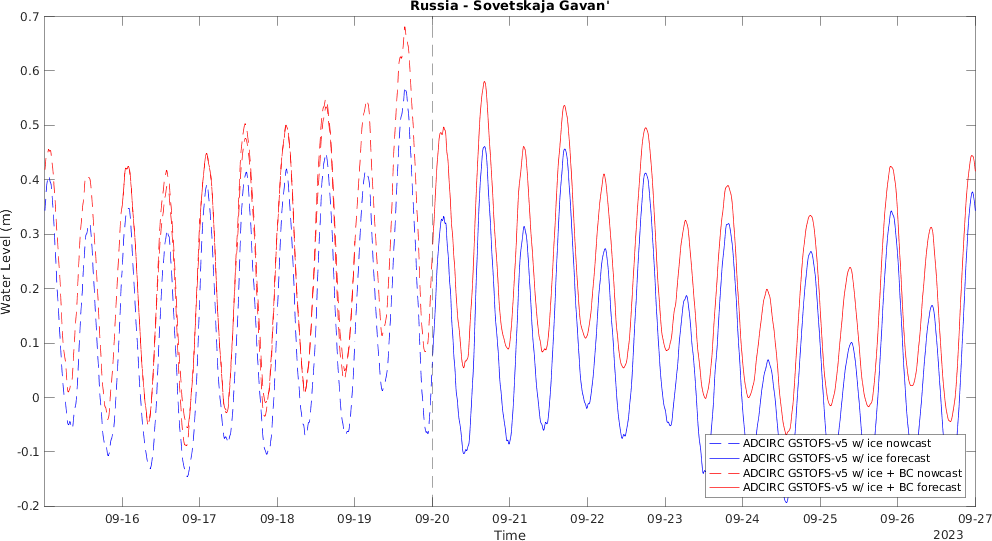 Russia - Sovetskaja Gavan'
0.7
0.6
0.5
0.4
0.3
0.2
0.1
0
-0.1
-0.2
Water Level (m)
ADCIRC GSTOFS-v5 w/ ice nowcast
ADCIRC GSTOFS-v5 w/ ice forecast
ADCIRC GSTOFS-v5 w/ ice + BC nowcast
ADCIRC GSTOFS-v5 w/ ice + BC forecast
09-16 09-17 09-18 09-19 09-20 09-21 09-22 09-23 09-24 09-25 09-26 09-27
Time
2023